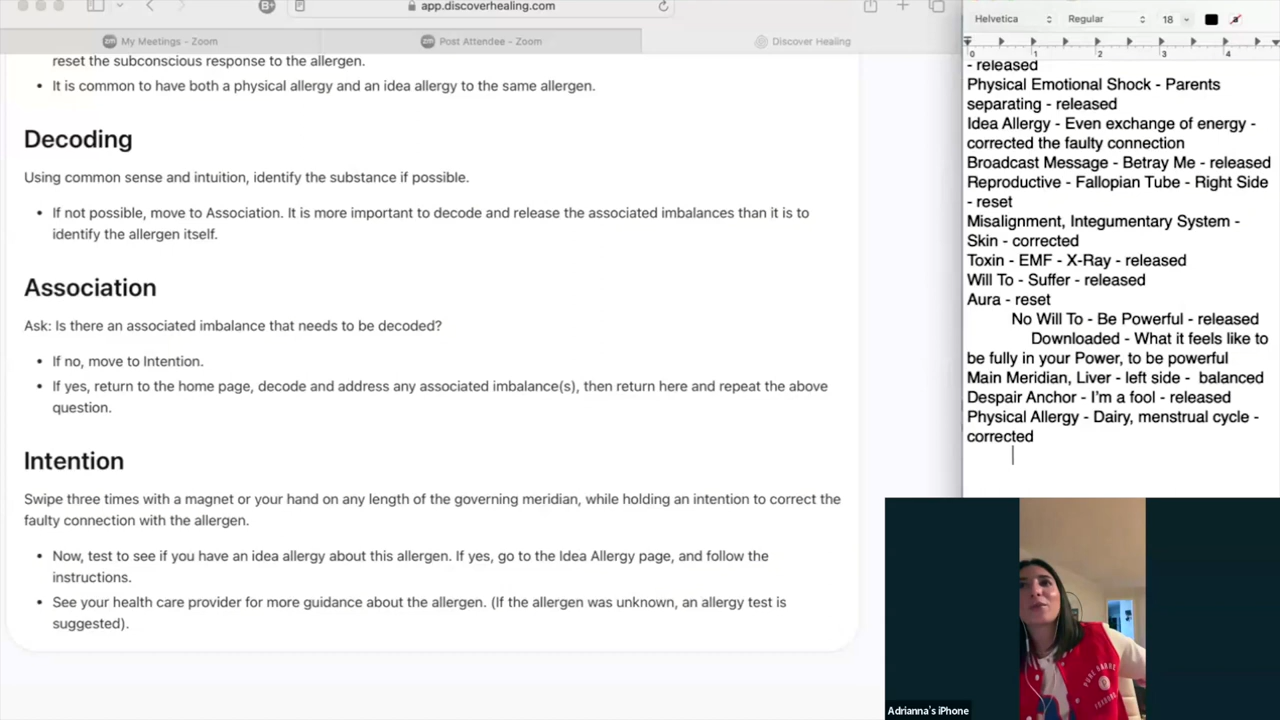 app.discoverhealing.com
My Meetings – Zoom
Post Attendee - Zoom
Discover Healing
reset the subconscious response to the allergen.
• It is common to have both a physical allergy and an idea allergy to the same allergen.
Decoding
Using common sense and intuition, identify the substance if possible.
• If not possible, move to Association. It is more important to decode and release the associated imbalances than it is to
identify the allergen itself.
Association
Ask: Is there an associated imbalance that needs to be decoded?
• If no, move to Intention.
• If yes, return to the home page, decode and address any associated imbalance(s), then return here and repeat the above
question.
Intention
Swipe three times with a magnet or your hand on any length of the governing meridian, while holding an intention to correct the
faulty connection with the allergen.
• Now, test to see if you have an idea allergy about this allergen. If yes, go to the Idea Allergy page, and follow the
instructions.
• See your health care provider for more guidance about the allergen. (If the allergen was unknown, an allergy test is
suggested).
Helvetica Regular 18
0 1 2 3 4
- released
Physical Emotional Shock - Parents
separating - released
Idea Allergy - Even exchange of energy -
corrected the faulty connection
Broadcast Message - Betray Me - released
Reproductive - Fallopian Tube - Right Side
- reset
Misalignment, Integumentary System -
Skin - corrected
Toxin - EMF - X-Ray - released
Will To - Suffer - released
Aura - reset
No Will To - Be Powerful - released
Downloaded - What it feels like to
be fully in your Power, to be powerful
Main Meridian, Liver - left side - balanced
Despair Anchor - I'm a fool - released
Physical Allergy - Dairy, menstrual cycle -
corrected
Adrianna's iPhone